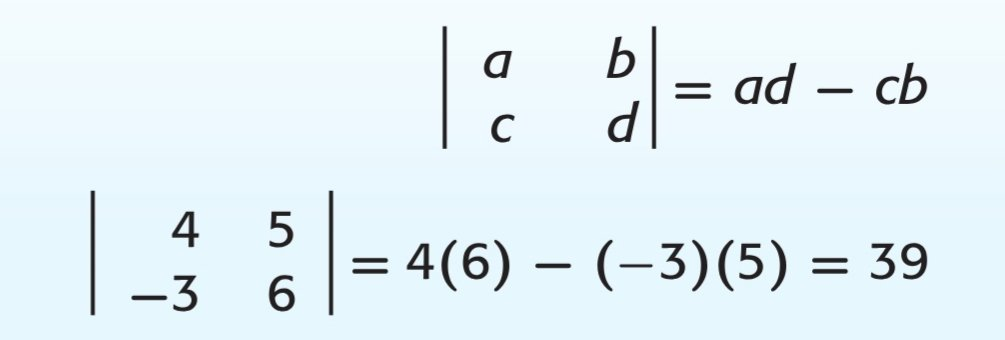 | a b |
| c d | = ad − cb
| 4 5 |
| −3 6 | = 4(6) − (−3)(5) = 39